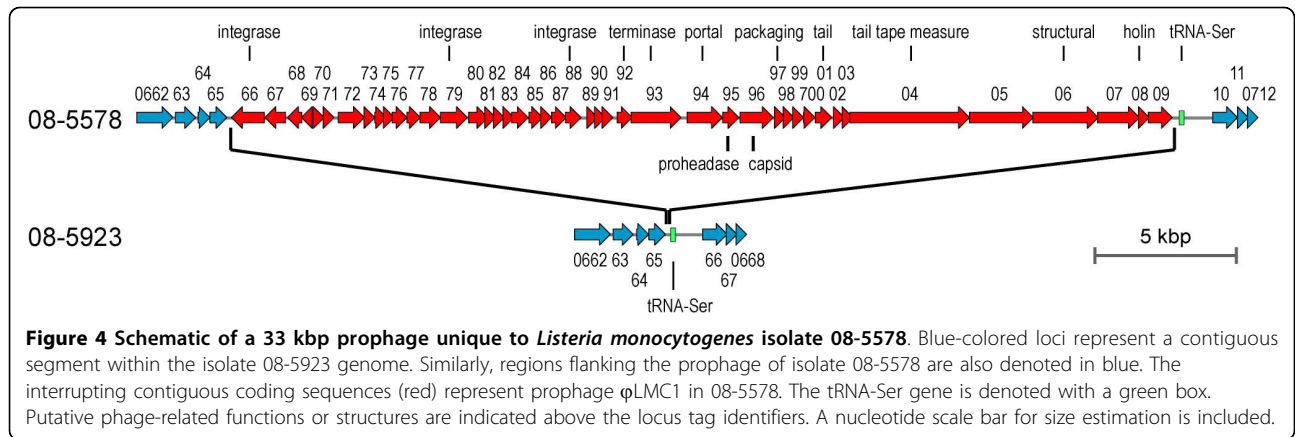 integrase integrase integrase terminase portal packaging tail tail tape measure structural holin tRNA-Ser
64 68 70 73 75 77 80 82 84 86 88 90 92 97 99 01 03 11
0662 63 65 66 67 69 71 72 74 76 78 79 81 83 85 87 89 91 93 94 95 96 98 700 02 04 05 06 07 08 09 10 0712
08-5578
proheadase capsid
08-5923
5 kbp
0662 63 65 66 0668
64 67
tRNA-Ser
Figure 4 Schematic of a 33 kbp prophage unique to Listeria monocytogenes isolate 08-5578. Blue-colored loci represent a contiguous
segment within the isolate 08-5923 genome. Similarly, regions flanking the prophage of isolate 08-5578 are also denoted in blue. The
interrupting contiguous coding sequences (red) represent prophage φLMC1 in 08-5578. The tRNA-Ser gene is denoted with a green box.
Putative phage-related functions or structures are indicated above the locus tag identifiers. A nucleotide scale bar for size estimation is included.